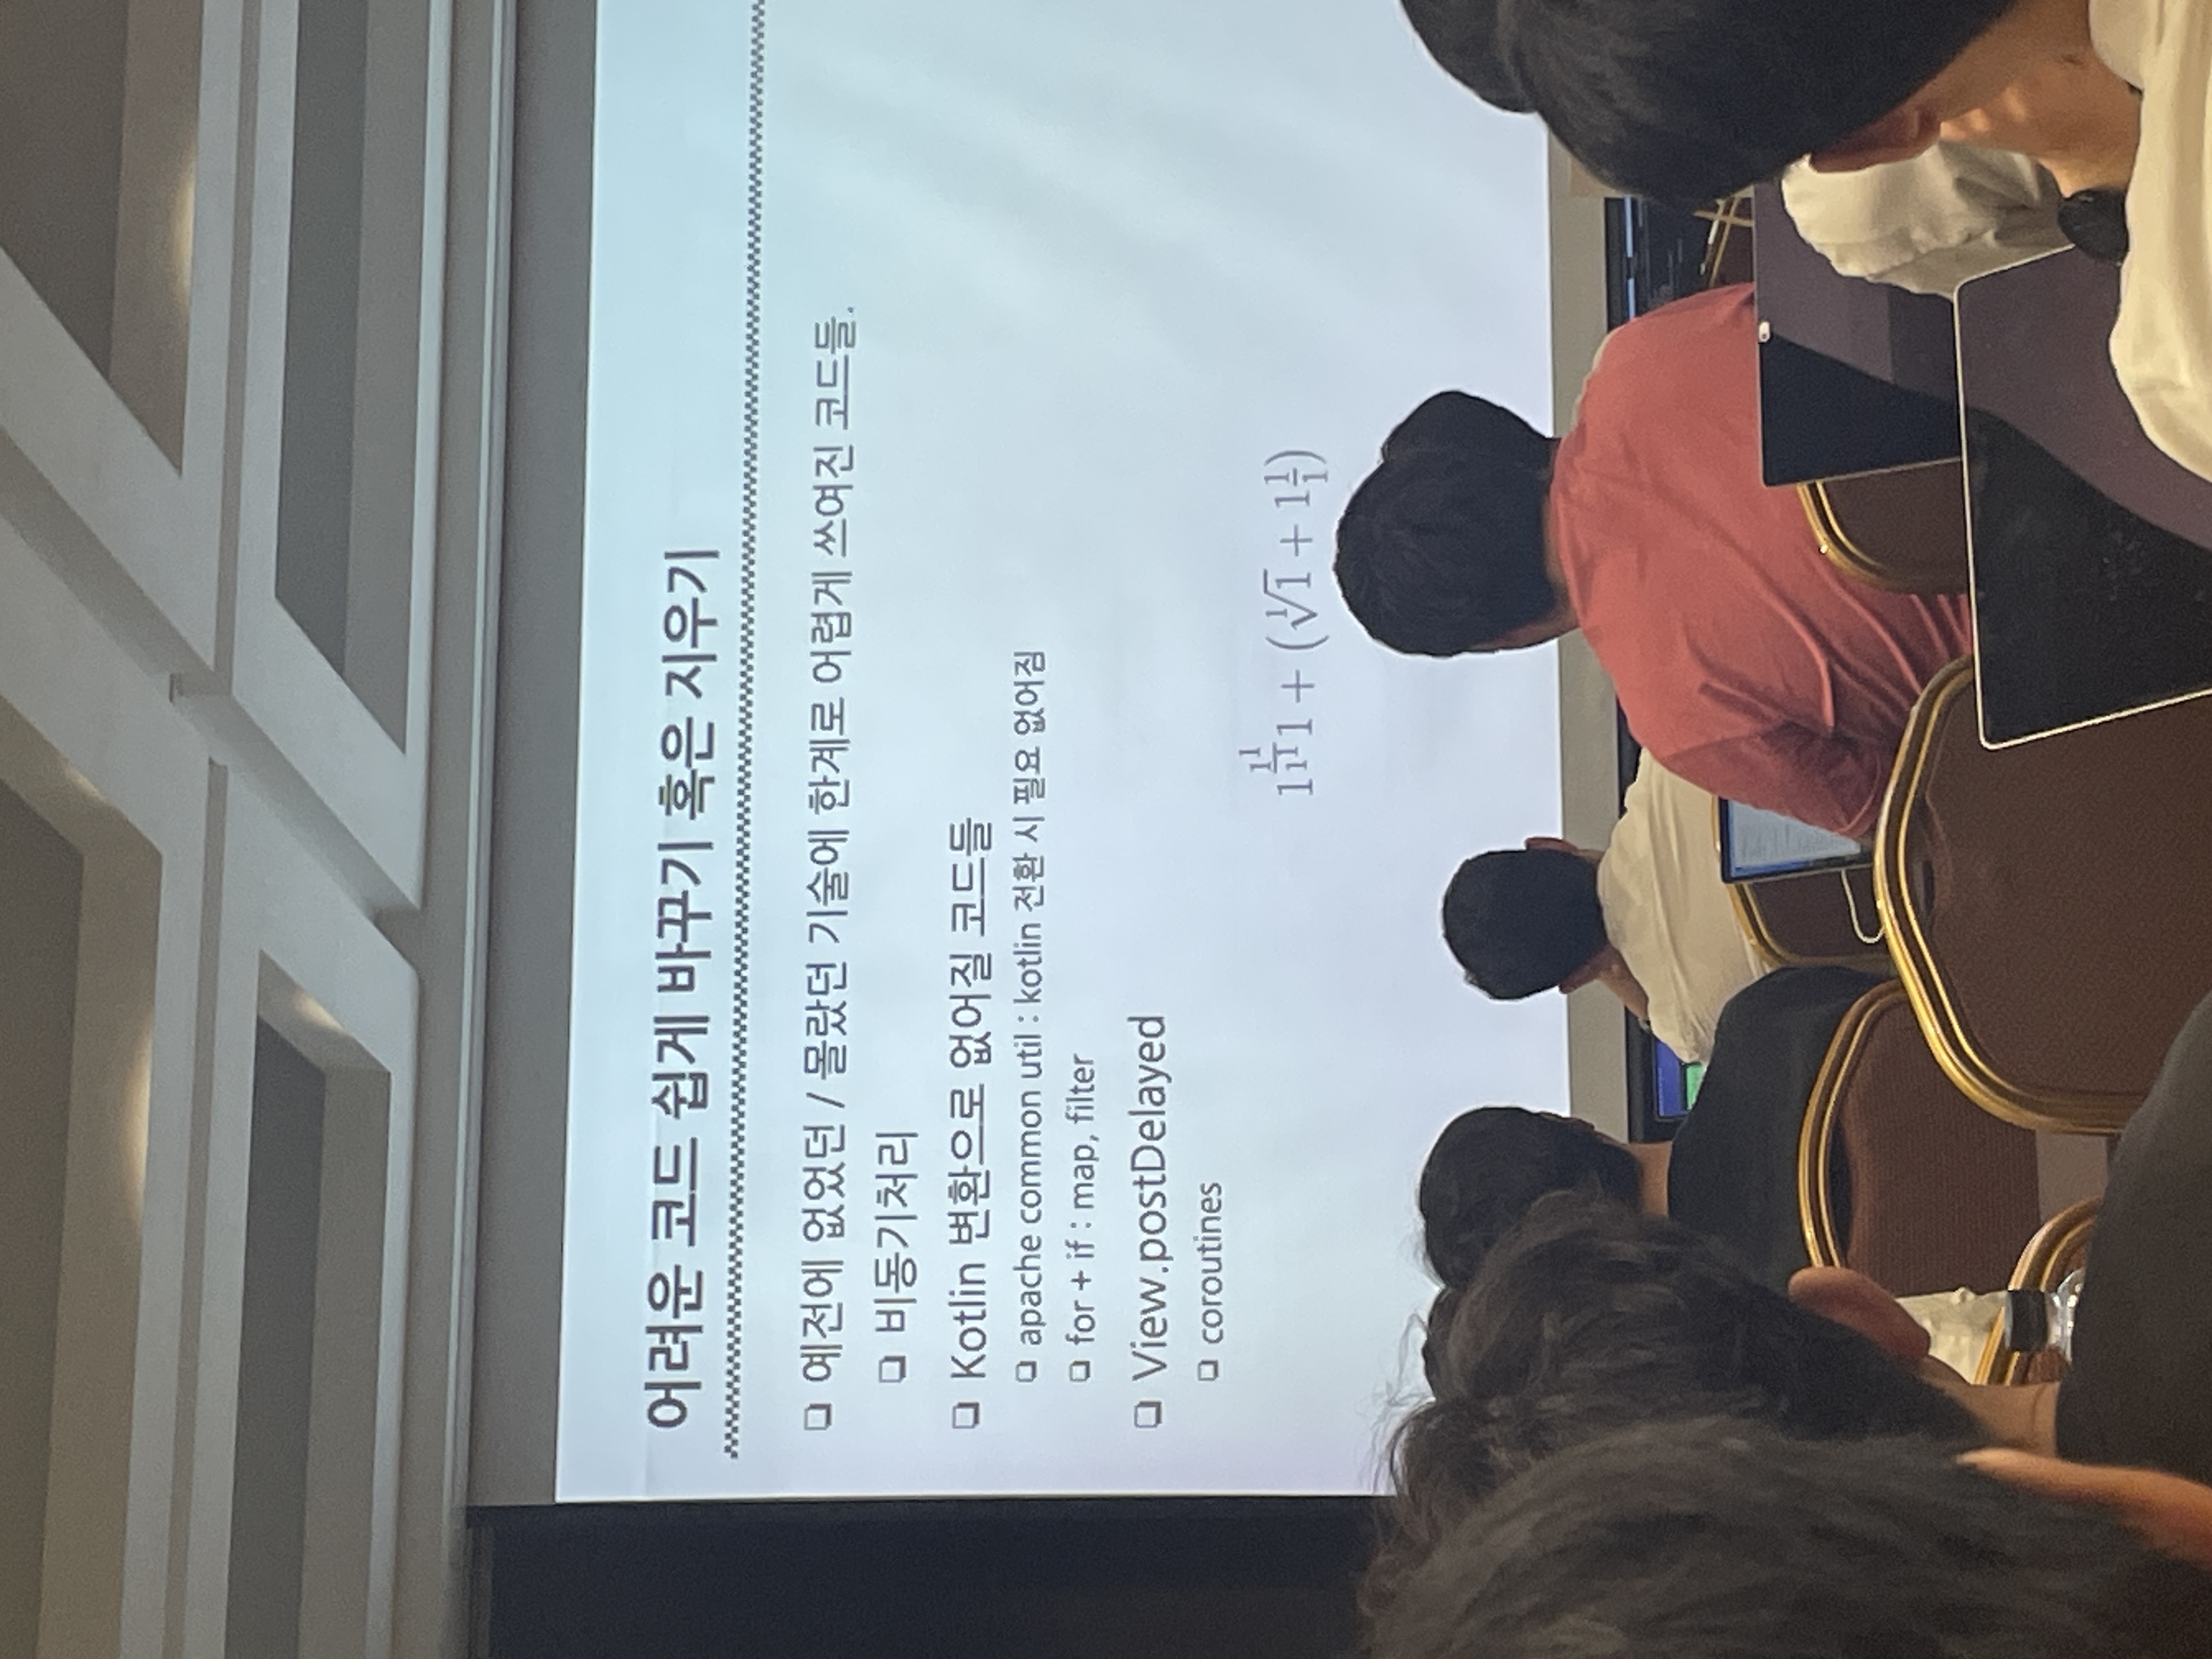 어려운 코드 쉽게 바꾸기 혹은 지우기
❏ 예전에 없었던 / 몰랐던 기술에 한계로 어렵게 쓰여진 코드들.
❏ 비동기처리
❏ Kotlin 변환으로 없어질 코드들
❏ apache common util : kotlin 전환 시 필요 없어짐
❏ for + if : map, filter
❏ View.postDelayed
❏ coroutines
1^{\frac{1^1}{1^1}}1 + (\sqrt[1]{1} + 1\frac{1}{1})